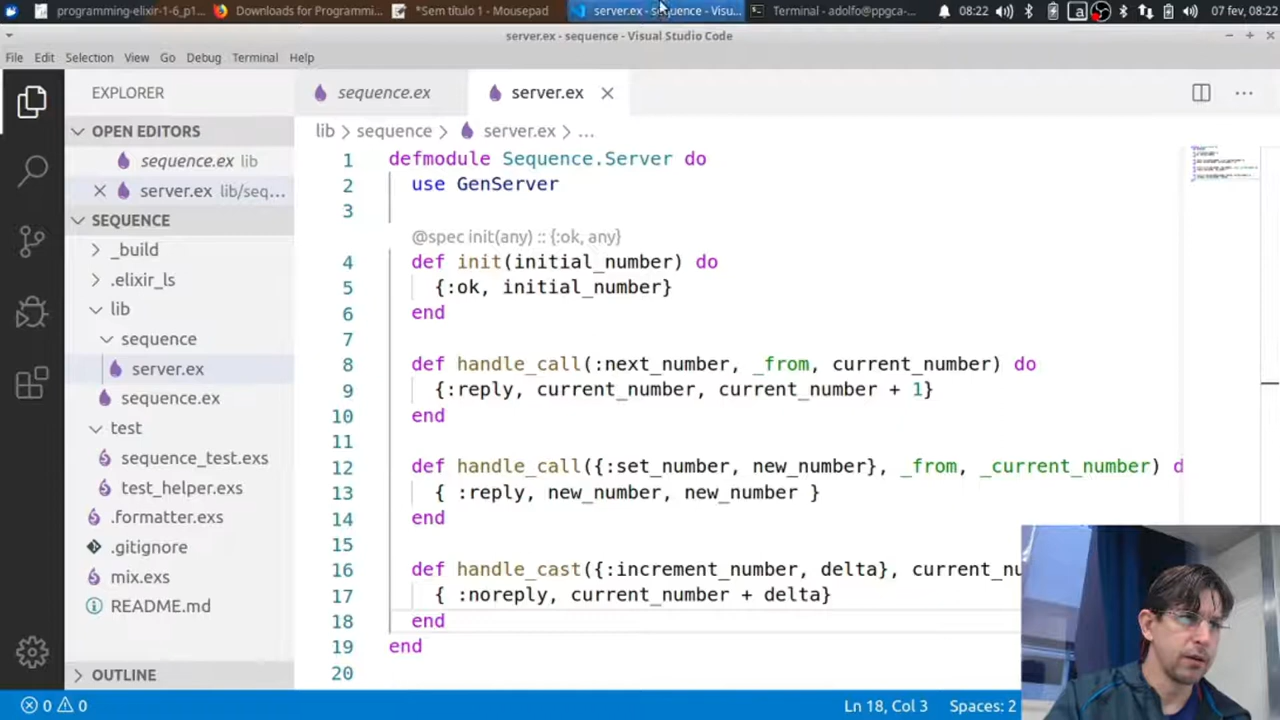 programming-elixir-1-6_p1...
Downloads for Programmi...
*Sem título 1 - Mousepad
server.ex - sequence - Visu...
Terminal - adolfo@ppgca-...
08:22
07 fev, 08:22
server.ex - sequence - Visual Studio Code
File Edit Selection View Go Debug Terminal Help
EXPLORER
OPEN EDITORS
sequence.ex lib
server.ex lib/seq...
SEQUENCE
_build
.elixir_ls
lib
sequence
server.ex
sequence.ex
test
sequence_test.exs
test_helper.exs
.formatter.exs
.gitignore
mix.exs
README.md
OUTLINE
sequence.ex
server.ex
lib > sequence > server.ex > ...
1 defmodule Sequence.Server do
2 use GenServer
3
@spec init(any) :: {:ok, any}
4 def init(initial_number) do
5 {:ok, initial_number}
6 end
7
8 def handle_call(:next_number, _from, current_number) do
9 {:reply, current_number, current_number + 1}
10 end
11
12 def handle_call({:set_number, new_number}, _from, _current_number) d
13 { :reply, new_number, new_number }
14 end
15
16 def handle_cast({:increment_number, delta}, current_nu
17 { :noreply, current_number + delta}
18 end
19 end
20
0 0
Ln 18, Col 3 Spaces: 2